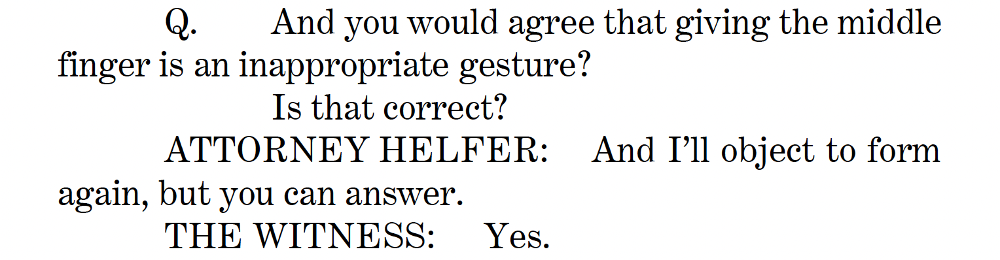 Q. And you would agree that giving the middle
finger is an inappropriate gesture?
Is that correct?
ATTORNEY HELFER: And I’ll object to form
again, but you can answer.
THE WITNESS: Yes.